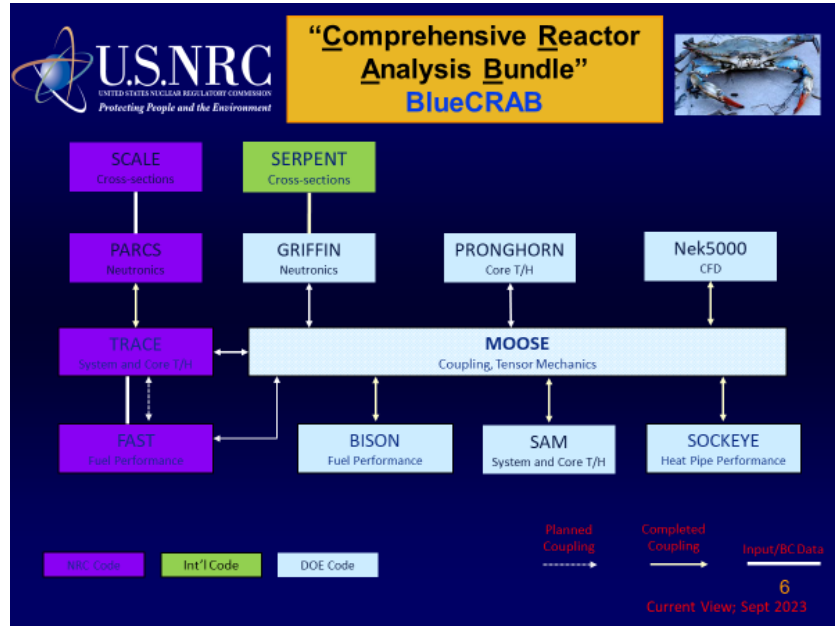 U.S.NRC
UNITED STATES NUCLEAR REGULATORY COMMISSION
Protecting People and the Environment
“Comprehensive Reactor
Analysis Bundle”
BlueCRAB
SCALE
Cross-sections
SERPENT
Cross-sections
PARCS
Neutronics
GRIFFIN
Neutronics
PRONGHORN
Core T/H
Nek5000
CFD
TRACE
System and Core T/H
MOOSE
Coupling, Tensor Mechanics
FAST
Fuel Performance
BISON
Fuel Performance
SAM
System and Core T/H
SOCKEYE
Heat Pipe Performance
NRC Code
Int’l Code
DOE Code
Planned
Coupling
Completed
Coupling
Input/BC Data
6
Current View; Sept 2023